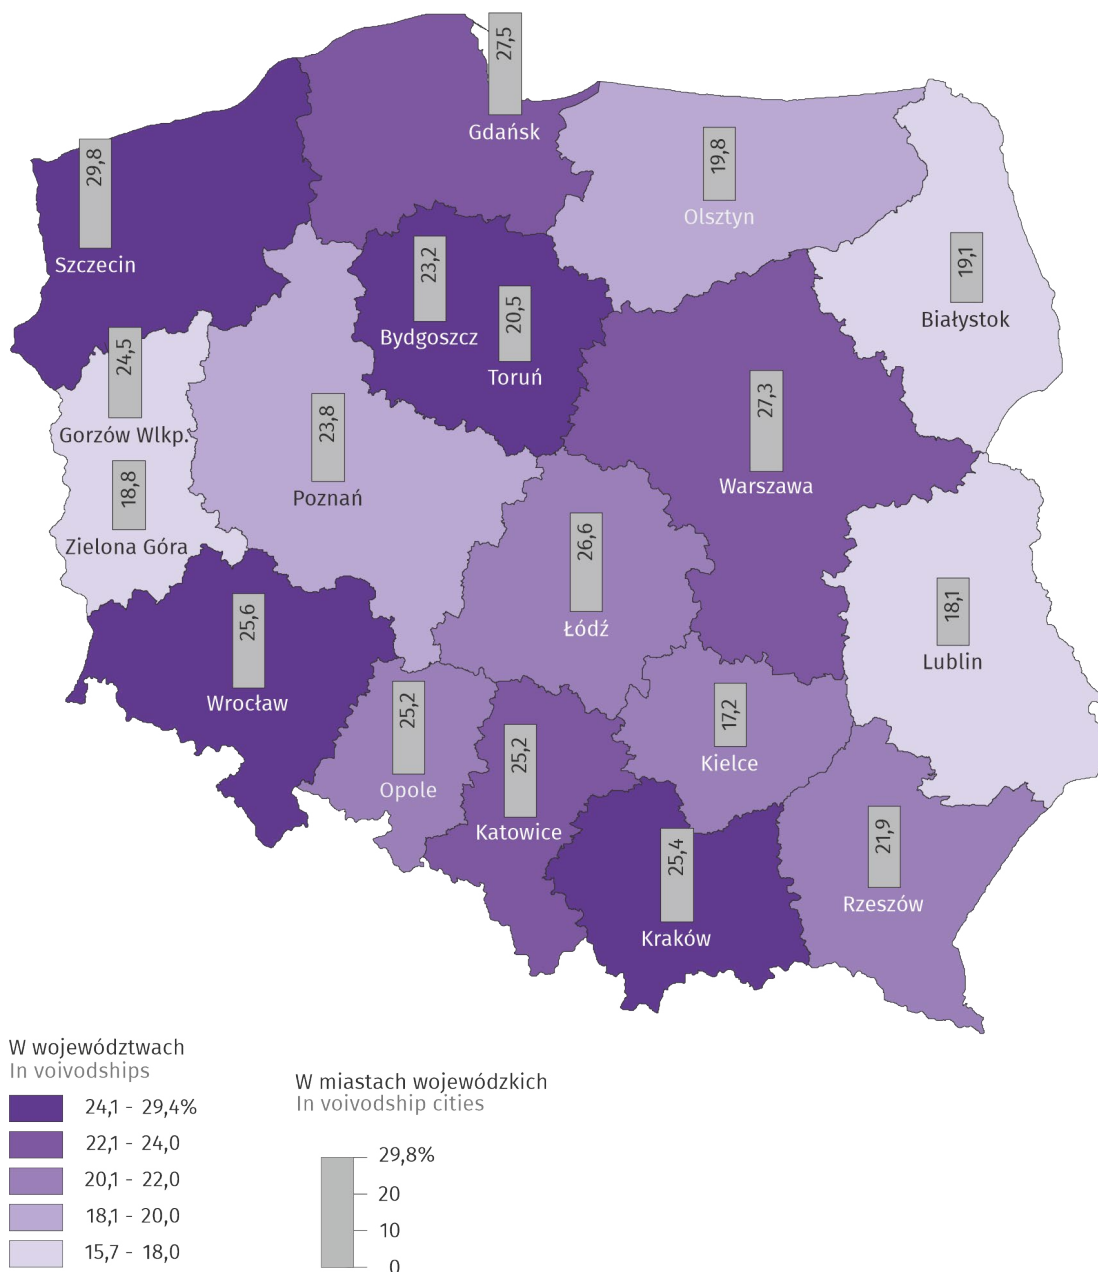 27,5
Gdańsk
29,8
Szczecin
19,8
Olsztyn
19,1
Białystok
23,2
Bydgoszcz
20,5
Toruń
24,5
Gorzów Wlkp.
23,8
Poznań
27,3
Warszawa
18,8
Zielona Góra
26,6
Łódź
18,1
Lublin
25,6
Wrocław
25,2
Opole
25,2
Katowice
17,2
Kielce
25,4
Kraków
21,9
Rzeszów
W województwach
In voivodships
24,1 - 29,4%
22,1 - 24,0
20,1 - 22,0
18,1 - 20,0
15,7 - 18,0
W miastach wojewódzkich
In voivodship cities
29,8%
20
10
0